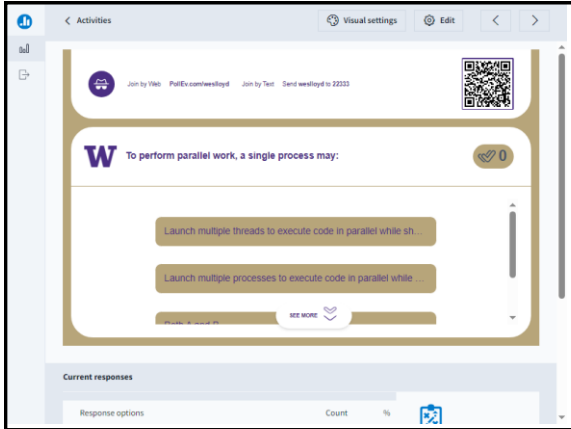 Activities
Visual settings
Edit
Join by Web PollEv.com/weslloyd Join by Text Send weslloyd to 22333
W To perform parallel work, a single process may:
0
Launch multiple threads to execute code in parallel while sh...
Launch multiple processes to execute code in parallel while ...
Both A and B
SEE MORE
Current responses
Response options Count %